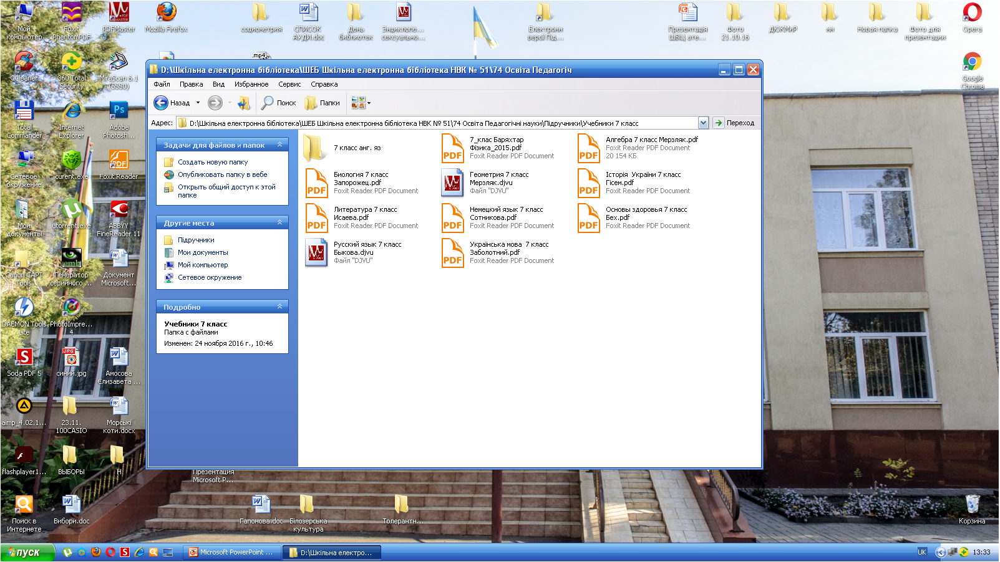 Мой
компьютер
Foxit
PhantomPDF
PDFMaster
Mozilla Firefox
социометрия
СПИСОК
АУДИ.doc
День
библиотек
Энциклопе...
сексуально...
Електронн
версії Під...
Презентація
ШБІЦ ате...
Фото
21.10.16
ДЮКМИР
ми
Новая папка
Фото для
презентации
Opera
CCleaner
360 Total
Security
MiraScan 6.1
(5550)
.mp4
Google
Chrome
Total
Commander
Internet
Explorer
Adobe
Photosh...
Сетевое
окружение
curent.exe
Foxit Reader
Мои
документы
utorrent.exe
ABBYY
FineReader 11
Canon CAPT
Tools
Генератор
серийного ...
Документ
Microsoft...
DAEMON Tools
Lite
PhotoImpre...
4
Soda PDF 5
синий.jpg
Амосова
Єлизавета ...
aimp_4.02.1...
23.11.
100CASIO
Морські
коти.docx
flashplayer1...
ВЫБОРЫ
Н
Презентация
Microsoft P...
Поиск в
Интернете
Вибори.doc
Гапонова.doc
Білозерська
культура
Толерантн...
Корзина
D:\Шкільна електронна бібліотека\ШЕБ Шкільна електронна бібліотека НВК № 51\74 Освіта Педагогіч
Файл Правка Вид Избранное Сервис Справка
Назад Поиск Папки
Адрес: D:\Шкільна електронна бібліотека\ШЕБ Шкільна електронна бібліотека НВК № 51\74 Освіта Педагогічні науки\Підручники\Учебники 7 класс Переход
Задачи для файлов и папок
Создать новую папку
Опубликовать папку в вебе
Открыть общий доступ к этой
папке
Другие места
Підручники
Мои документы
Мой компьютер
Сетевое окружение
Подробно
Учебники 7 класс
Папка с файлами
Изменен: 24 ноября 2016 г., 10:46
7 класс анг. яз
7_клас Баряхтар
Фізика_2015.pdf
Foxit Reader PDF Document
Алгебра 7 класс Мерзляк.pdf
Foxit Reader PDF Document
20 154 КБ
Биология 7 класс
Запорожец.pdf
Foxit Reader PDF Document
Геометрия 7 класс
Мерзляк.djvu
Файл "DJVU"
Історія України 7 класс
Гісем.pdf
Foxit Reader PDF Document
Литература 7 класс
Исаева.pdf
Foxit Reader PDF Document
Немецкий язык 7 класс
Сотникова.pdf
Foxit Reader PDF Document
Основы здоровья 7 класс
Бех.pdf
Foxit Reader PDF Document
Русский язык 7 класс
Быкова.djvu
Файл "DJVU"
Українська мова 7 класс
Заболотний.pdf
Foxit Reader PDF Document
пуск
Microsoft PowerPoint ...
D:\Шкільна електро...
UK
13:33